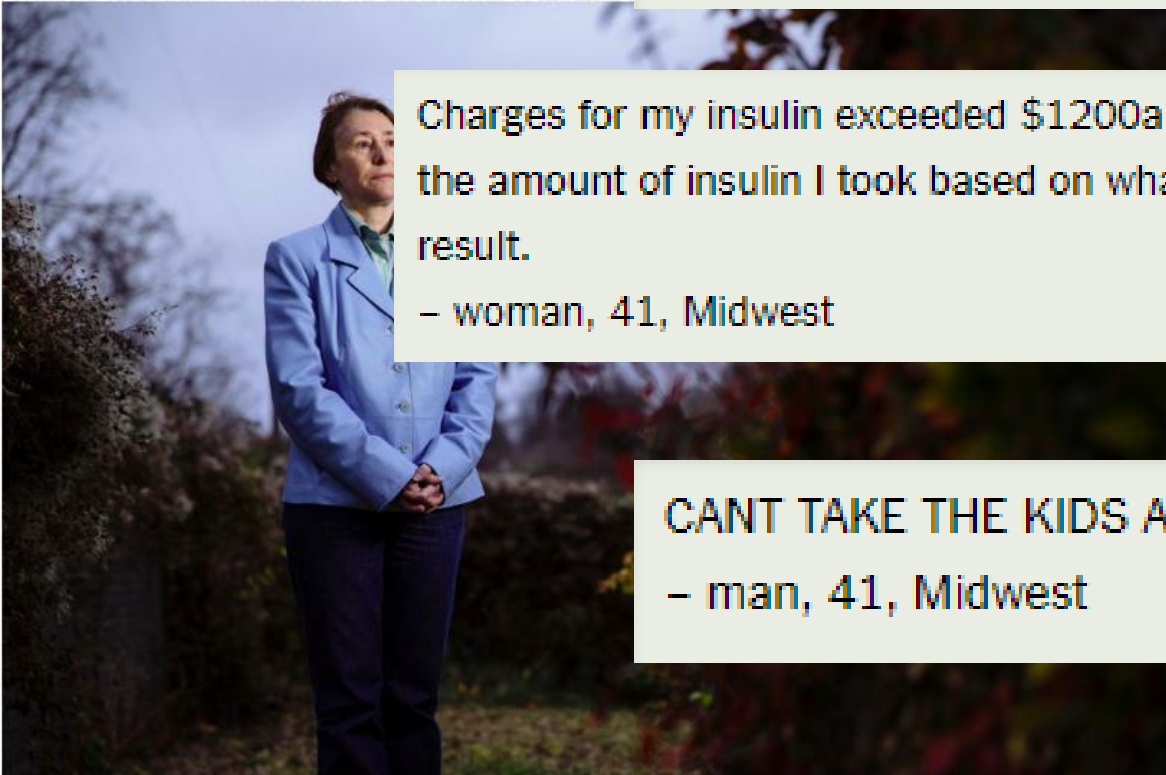 Charges for my insulin exceeded $1200a
the amount of insulin I took based on
result.
– woman, 41, Midwest
CANT TAKE THE KIDS
– man, 41, Midwest